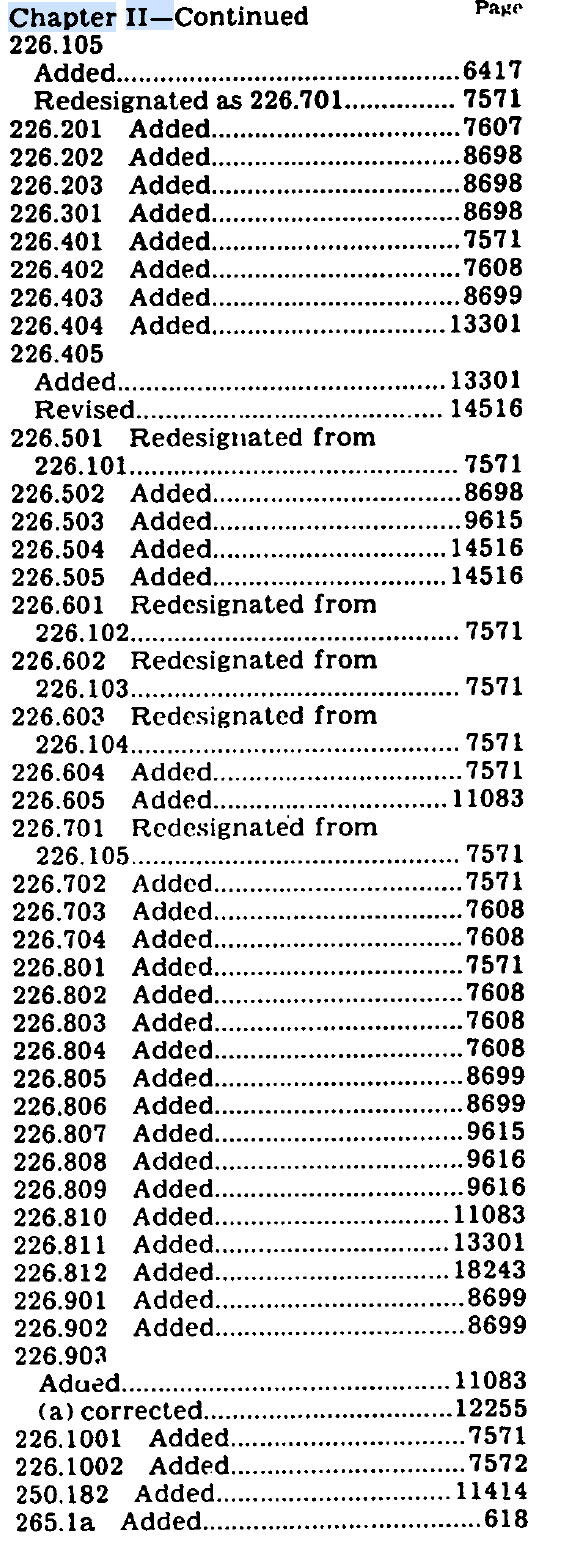 Chapter II—Continued Page
226.105
Added..........6417
Redesignated as 226.701..........7571
226.201 Added..........7607
226.202 Added..........8698
226.203 Added..........8698
226.301 Added..........8698
226.401 Added..........7571
226.402 Added..........7608
226.403 Added..........8699
226.404 Added..........13301
226.405
Added..........13301
Revised..........14516
226.501 Redesignated from
226.101..........7571
226.502 Added..........8698
226.503 Added..........9615
226.504 Added..........14516
226.505 Added..........14516
226.601 Redesignated from
226.102..........7571
226.602 Redesignated from
226.103..........7571
226.603 Redesignated from
226.104..........7571
226.604 Added..........7571
226.605 Added..........11083
226.701 Redesignated from
226.105..........7571
226.702 Added..........7571
226.703 Added..........7608
226.704 Added..........7608
226.801 Added..........7571
226.802 Added..........7608
226.803 Added..........7608
226.804 Added..........7608
226.805 Added..........8699
226.806 Added..........8699
226.807 Added..........9615
226.808 Added..........9616
226.809 Added..........9616
226.810 Added..........11083
226.811 Added..........13301
226.812 Added..........18243
226.901 Added..........8699
226.902 Added..........8699
226.903
Added..........11083
(a) corrected..........12255
226.1001 Added..........7571
226.1002 Added..........7572
250.182 Added..........11414
265.1a Added..........618